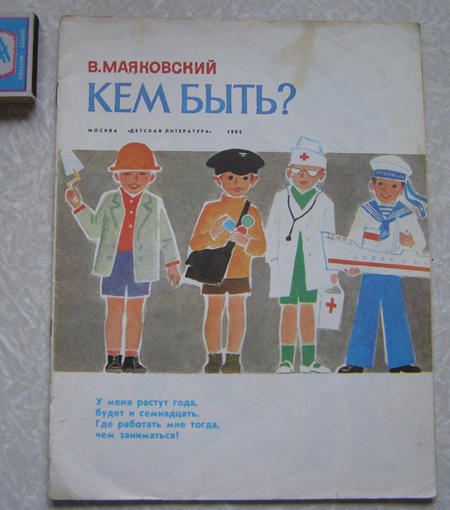 В. МАЯКОВСКИЙ
КЕМ БЫТЬ?
МОСКВА «ДЕТСКАЯ ЛИТЕРАТУРА» 1986
У меня растут года,
будет и семнадцать.
Где работать мне тогда,
чем заниматься?